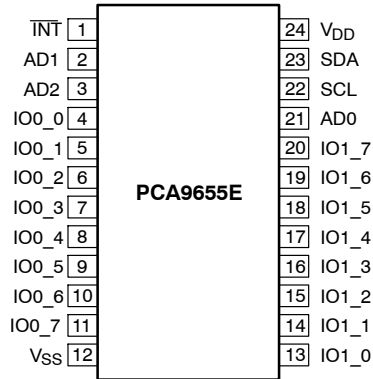 I̅N̅T̅ 1 24 VDD
AD1 2 23 SDA
AD2 3 22 SCL
IO0_0 4 21 AD0
IO0_1 5 20 IO1_7
IO0_2 6 19 IO1_6
PCA9655E
IO0_3 7 18 IO1_5
IO0_4 8 17 IO1_4
IO0_5 9 16 IO1_3
IO0_6 10 15 IO1_2
IO0_7 11 14 IO1_1
VSS 12 13 IO1_0